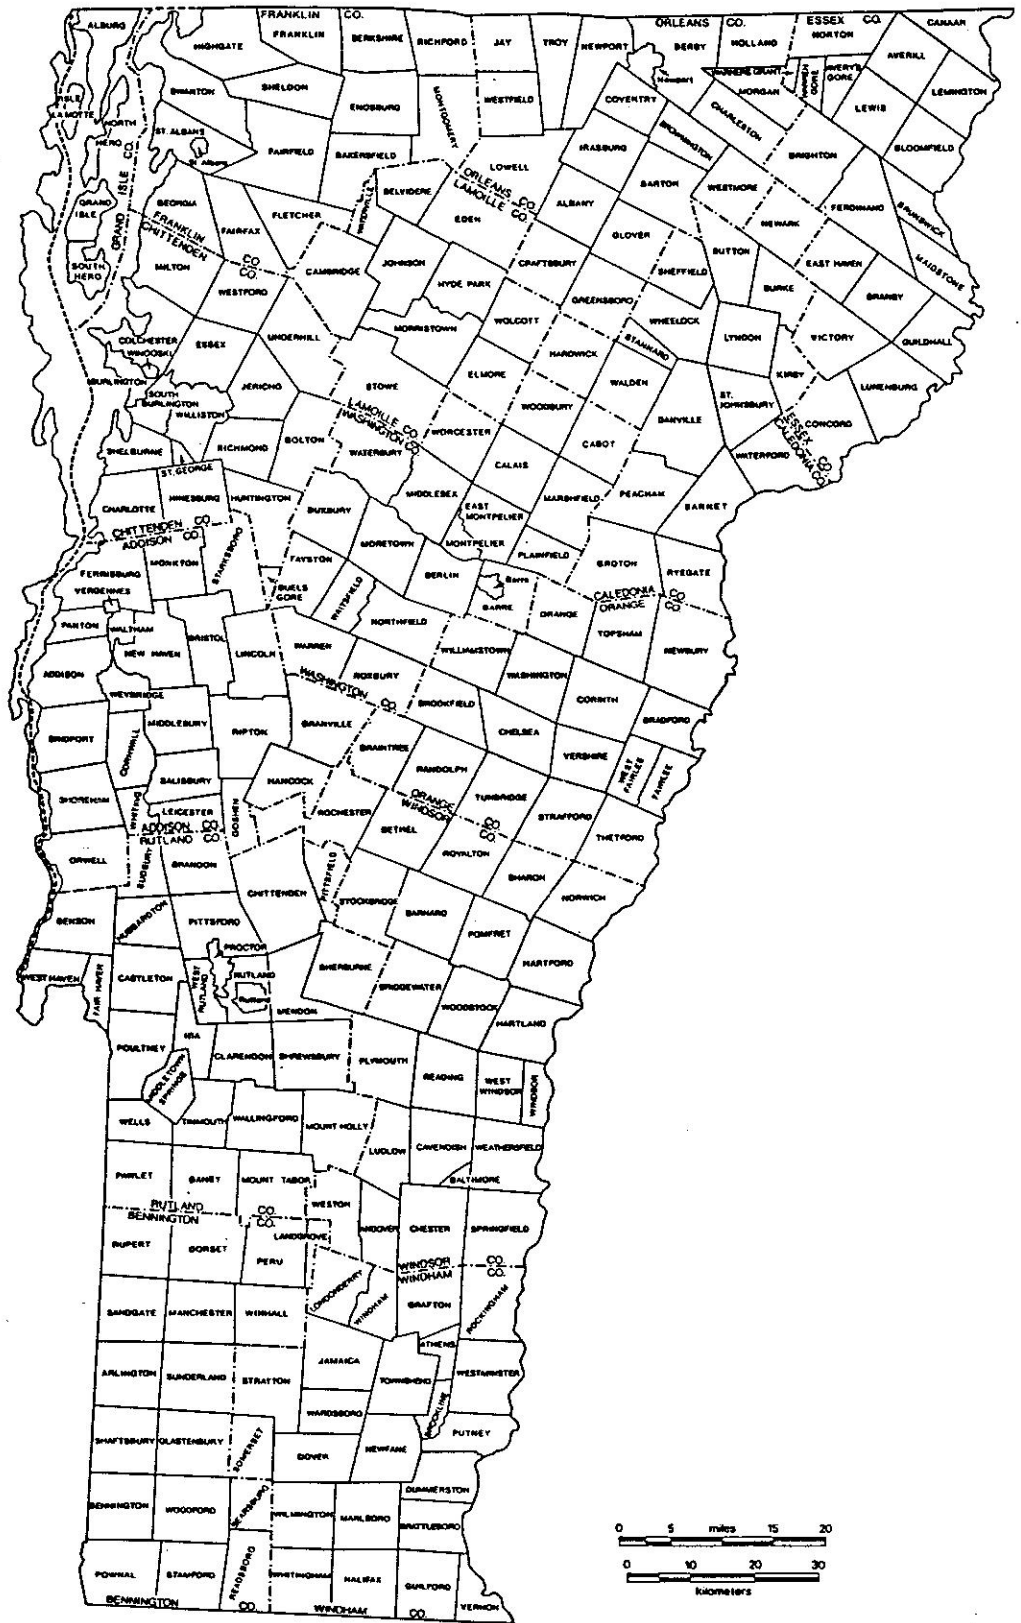 FRANKLIN CO.
ORLEANS CO.
ESSEX CO.
CANAAN
ALBURG
HIGHGATE
FRANKLIN
BERKSHIRE
RICHFORD
JAY
TROY
NEWPORT
DERBY
HOLLAND
NORTON
AVERILL
LEMINGTON
Newport
WARNERS GRANT
MORGAN
WARREN GORE
AVERY'S GORE
LEWIS
BLOOMFIELD
ISLE LA MOTTE
NORTH HERO
SWANTON
SHELDON
ENOSBURG
MONTGOMERY
WESTFIELD
COVENTRY
CHARLESTON
BRIGHTON
ST. ALBANS
St. Albans
FAIRFIELD
BAKERSFIELD
LOWELL
IRASBURG
BROWNINGTON
BARTON
WESTMORE
FERDINAND
BRUNSWICK
GRAND ISLE CO.
GRAND ISLE
GEORGIA
FAIRFAX
FLETCHER
WATERVILLE
BELVIDERE
ORLEANS CO.
LAMOILLE CO.
EDEN
ALBANY
GLOVER
NEWARK
MAIDSTONE
FRANKLIN CO.
CHITTENDEN CO.
SOUTH HERO
MILTON
WESTFORD
CAMBRIDGE
JOHNSON
HYDE PARK
CRAFTSBURY
GREENSBORO
SHEFFIELD
SUTTON
BURKE
EAST HAVEN
GRANBY
GUILDHALL
COLCHESTER
WINOOSKI
ESSEX
UNDERHILL
MORRISTOWN
WOLCOTT
HARDWICK
STANNARD
WHEELOCK
LYNDON
KIRBY
VICTORY
LUNENBURG
BURLINGTON
SOUTH BURLINGTON
WILLISTON
JERICHO
STOWE
ELMORE
WOODBURY
WALDEN
DANVILLE
ST. JOHNSBURY
CONCORD
ESSEX CO.
CALEDONIA CO.
WATERFORD
SHELBURNE
RICHMOND
BOLTON
LAMOILLE CO.
WASHINGTON CO.
WATERBURY
WORCESTER
CALAIS
CABOT
PEACHAM
BARNET
ST. GEORGE
CHARLOTTE
HINESBURG
HUNTINGTON
DUXBURY
MIDDLESEX
EAST MONTPELIER
MARSHFIELD
CHITTENDEN CO.
ADDISON CO.
MONTPELIER
PLAINFIELD
FERRISBURG
MONKTON
STARKSBORO
FAYSTON
MORETOWN
BERLIN
Barre
BARRE
GROTON
RYEGATE
VERGENNES
BUELS GORE
WAITSFIELD
NORTHFIELD
ORANGE
CALEDONIA CO.
ORANGE CO.
TOPSHAM
NEWBURY
PANTON
WALTHAM
NEW HAVEN
BRISTOL
LINCOLN
WARREN
ROXBURY
WILLIAMSTOWN
WASHINGTON
CORINTH
BRADFORD
ADDISON
WEYBRIDGE
MIDDLEBURY
RIPTON
WASHINGTON CO.
GRANVILLE
BROOKFIELD
CHELSEA
VERSHIRE
WEST FAIRLEE
FAIRLEE
BRIDPORT
CORNWALL
SALISBURY
HANCOCK
BRAINTREE
RANDOLPH
TUNBRIDGE
STRAFFORD
THETFORD
SHOREHAM
WHITING
LEICESTER
GOSHEN
ROCHESTER
BETHEL
ORANGE CO.
WINDSOR CO.
ROYALTON
ADDISON CO.
RUTLAND CO.
ORWELL
SUDBURY
BRANDON
CHITTENDEN
PITTSFIELD
STOCKBRIDGE
SHARON
NORWICH
BENSON
HUBBARDTON
PITTSFORD
BARNARD
POMFRET
HARTFORD
WEST HAVEN
FAIR HAVEN
CASTLETON
PROCTOR
WEST RUTLAND
RUTLAND
Rutland
MENDON
SHERBURNE
BRIDGEWATER
WOODSTOCK
HARTLAND
POULTNEY
IRA
CLARENDON
SHREWSBURY
PLYMOUTH
READING
WEST WINDSOR
WINDSOR
MIDDLETOWN SPRINGS
WELLS
TINMOUTH
WALLINGFORD
MOUNT HOLLY
LUDLOW
CAVENDISH
WEATHERSFIELD
BALTIMORE
PAWLET
DANBY
MOUNT TABOR
WESTON
ANDOVER
CHESTER
SPRINGFIELD
RUTLAND CO.
BENNINGTON CO.
RUPERT
DORSET
PERU
LANDGROVE
WINDSOR CO.
WINDHAM CO.
LONDONDERRY
WINDHAM
GRAFTON
ROCKINGHAM
SANDGATE
MANCHESTER
WINHALL
ATHENS
ARLINGTON
SUNDERLAND
STRATTON
JAMAICA
TOWNSHEND
WESTMINSTER
WARDSBORO
BROOKLINE
PUTNEY
SHAFTSBURY
GLASTENBURY
SOMERSET
DOVER
NEWFANE
DUMMERSTON
BENNINGTON
WOODFORD
SEARSBURG
WILMINGTON
MARLBORO
BRATTLEBORO
POWNAL
STAMFORD
READSBORO
WHITINGHAM
HALIFAX
GUILFORD
VERNON
BENNINGTON CO.
WINDHAM CO.
0 5 miles 15 20
0 10 20 30
kilometers